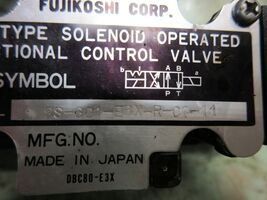 FUJIKOSHI CORP.
TYPE SOLENOID OPERATED
TIONAL CONTROL VALVE
SYMBOL
b A B a
P T
MFG.NO.
MADE IN JAPAN
DBC80-E3X